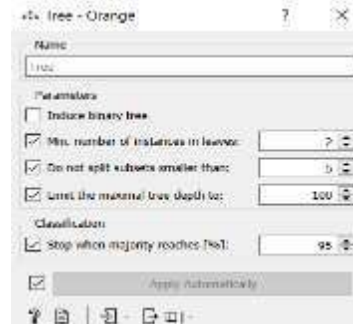 Tree - Orange ? ×
Name
Tree
Parameters
Induce binary tree
Min. number of instances in leaves: 2
Do not split subsets smaller than: 5
Limit the maximal tree depth to: 100
Classification
Stop when majority reaches [%]: 95
Apply Automatically
?